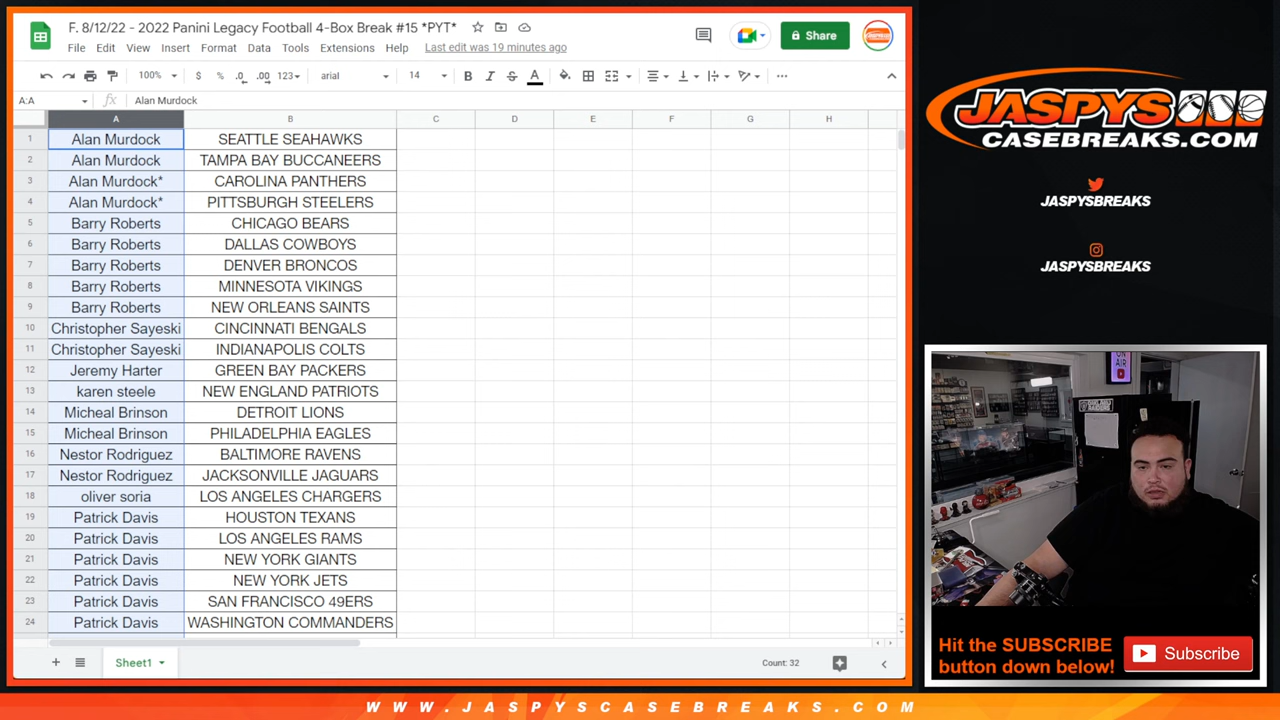 F. 8/12/22 - 2022 Panini Legacy Football 4-Box Break #15 *PYT*
File Edit View Insert Format Data Tools Extensions Help Last edit was 19 minutes ago
Share
100% $ % .0 .00 123 arial 14 B I S A
A:A fx Alan Murdock
A B C D E F G H
1 Alan Murdock SEATTLE SEAHAWKS
2 Alan Murdock TAMPA BAY BUCCANEERS
3 Alan Murdock* CAROLINA PANTHERS
4 Alan Murdock* PITTSBURGH STEELERS
5 Barry Roberts CHICAGO BEARS
6 Barry Roberts DALLAS COWBOYS
7 Barry Roberts DENVER BRONCOS
8 Barry Roberts MINNESOTA VIKINGS
9 Barry Roberts NEW ORLEANS SAINTS
10 Christopher Sayeski CINCINNATI BENGALS
11 Christopher Sayeski INDIANAPOLIS COLTS
12 Jeremy Harter GREEN BAY PACKERS
13 karen steele NEW ENGLAND PATRIOTS
14 Micheal Brinson DETROIT LIONS
15 Micheal Brinson PHILADELPHIA EAGLES
16 Nestor Rodriguez BALTIMORE RAVENS
17 Nestor Rodriguez JACKSONVILLE JAGUARS
18 oliver soria LOS ANGELES CHARGERS
19 Patrick Davis HOUSTON TEXANS
20 Patrick Davis LOS ANGELES RAMS
21 Patrick Davis NEW YORK GIANTS
22 Patrick Davis NEW YORK JETS
23 Patrick Davis SAN FRANCISCO 49ERS
24 Patrick Davis WASHINGTON COMMANDERS
Sheet1
Count: 32
JASPYS
CASEBREAKS.COM
JASPYSBREAKS
JASPYSBREAKS
ON
AIR
Hit the SUBSCRIBE
button down below!
Subscribe
WWW.JASPYSCASEBREAKS.COM